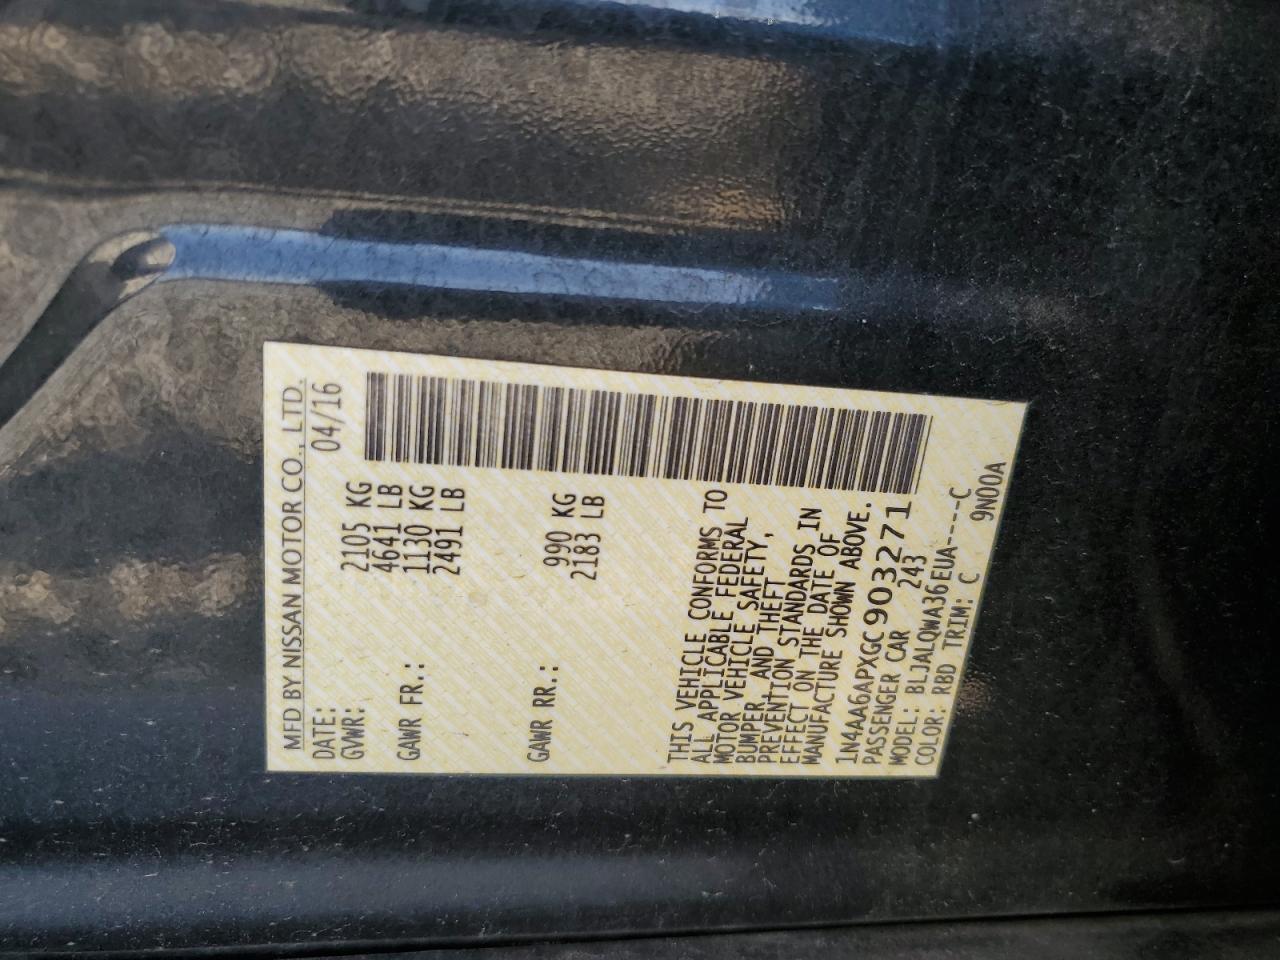 MFD BY NISSAN MOTOR CO., LTD.
DATE: 04/16
GVWR: 2105 KG
4641 LB
GAWR FR.: 1130 KG
2491 LB
GAWR RR.: 990 KG
2183 LB
THIS VEHICLE CONFORMS TO
ALL APPLICABLE FEDERAL
MOTOR VEHICLE SAFETY,
BUMPER, AND THEFT
PREVENTION STANDARDS IN
EFFECT ON THE DATE OF
MANUFACTURE SHOWN ABOVE.
1N4AA6APXGC903271
PASSENGER CAR 243
MODEL: BLJALQWA36EUA----C
COLOR: RBD TRIM: C 9N00A